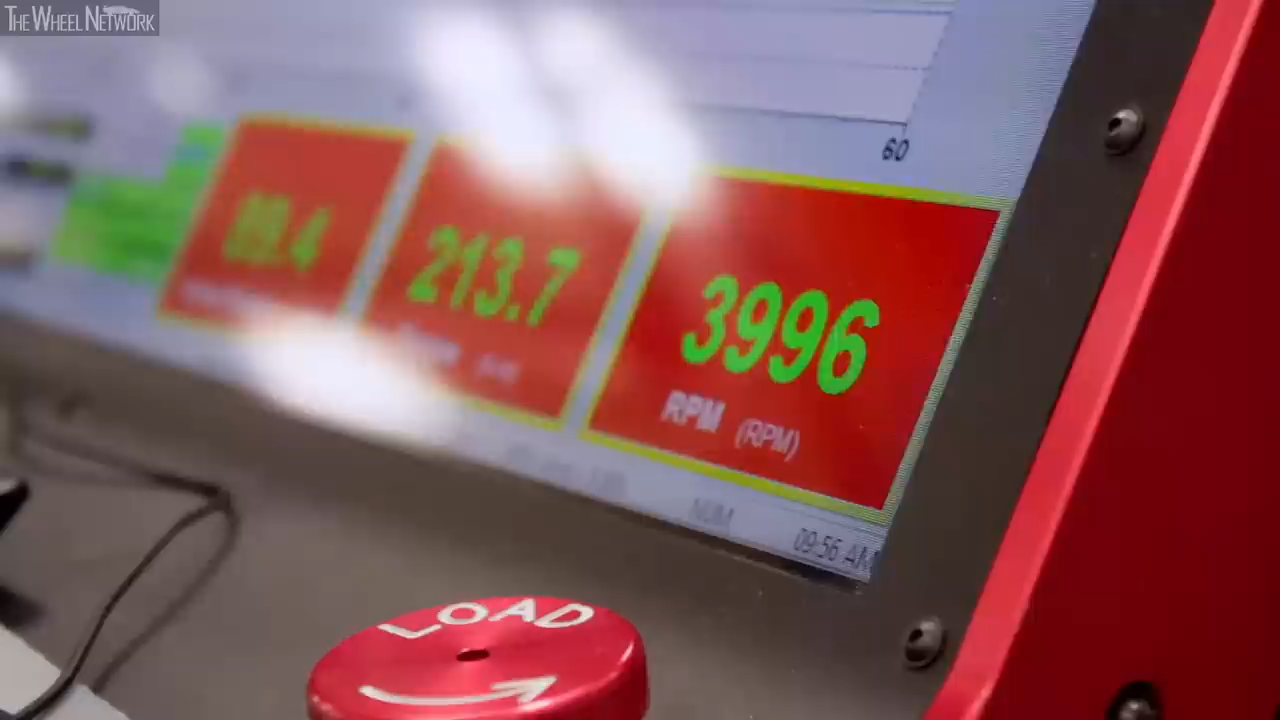 THE WHEEL NETWORK
60
213.7
3996
RPM (RPM)
NUM
09:56 AM
LOAD